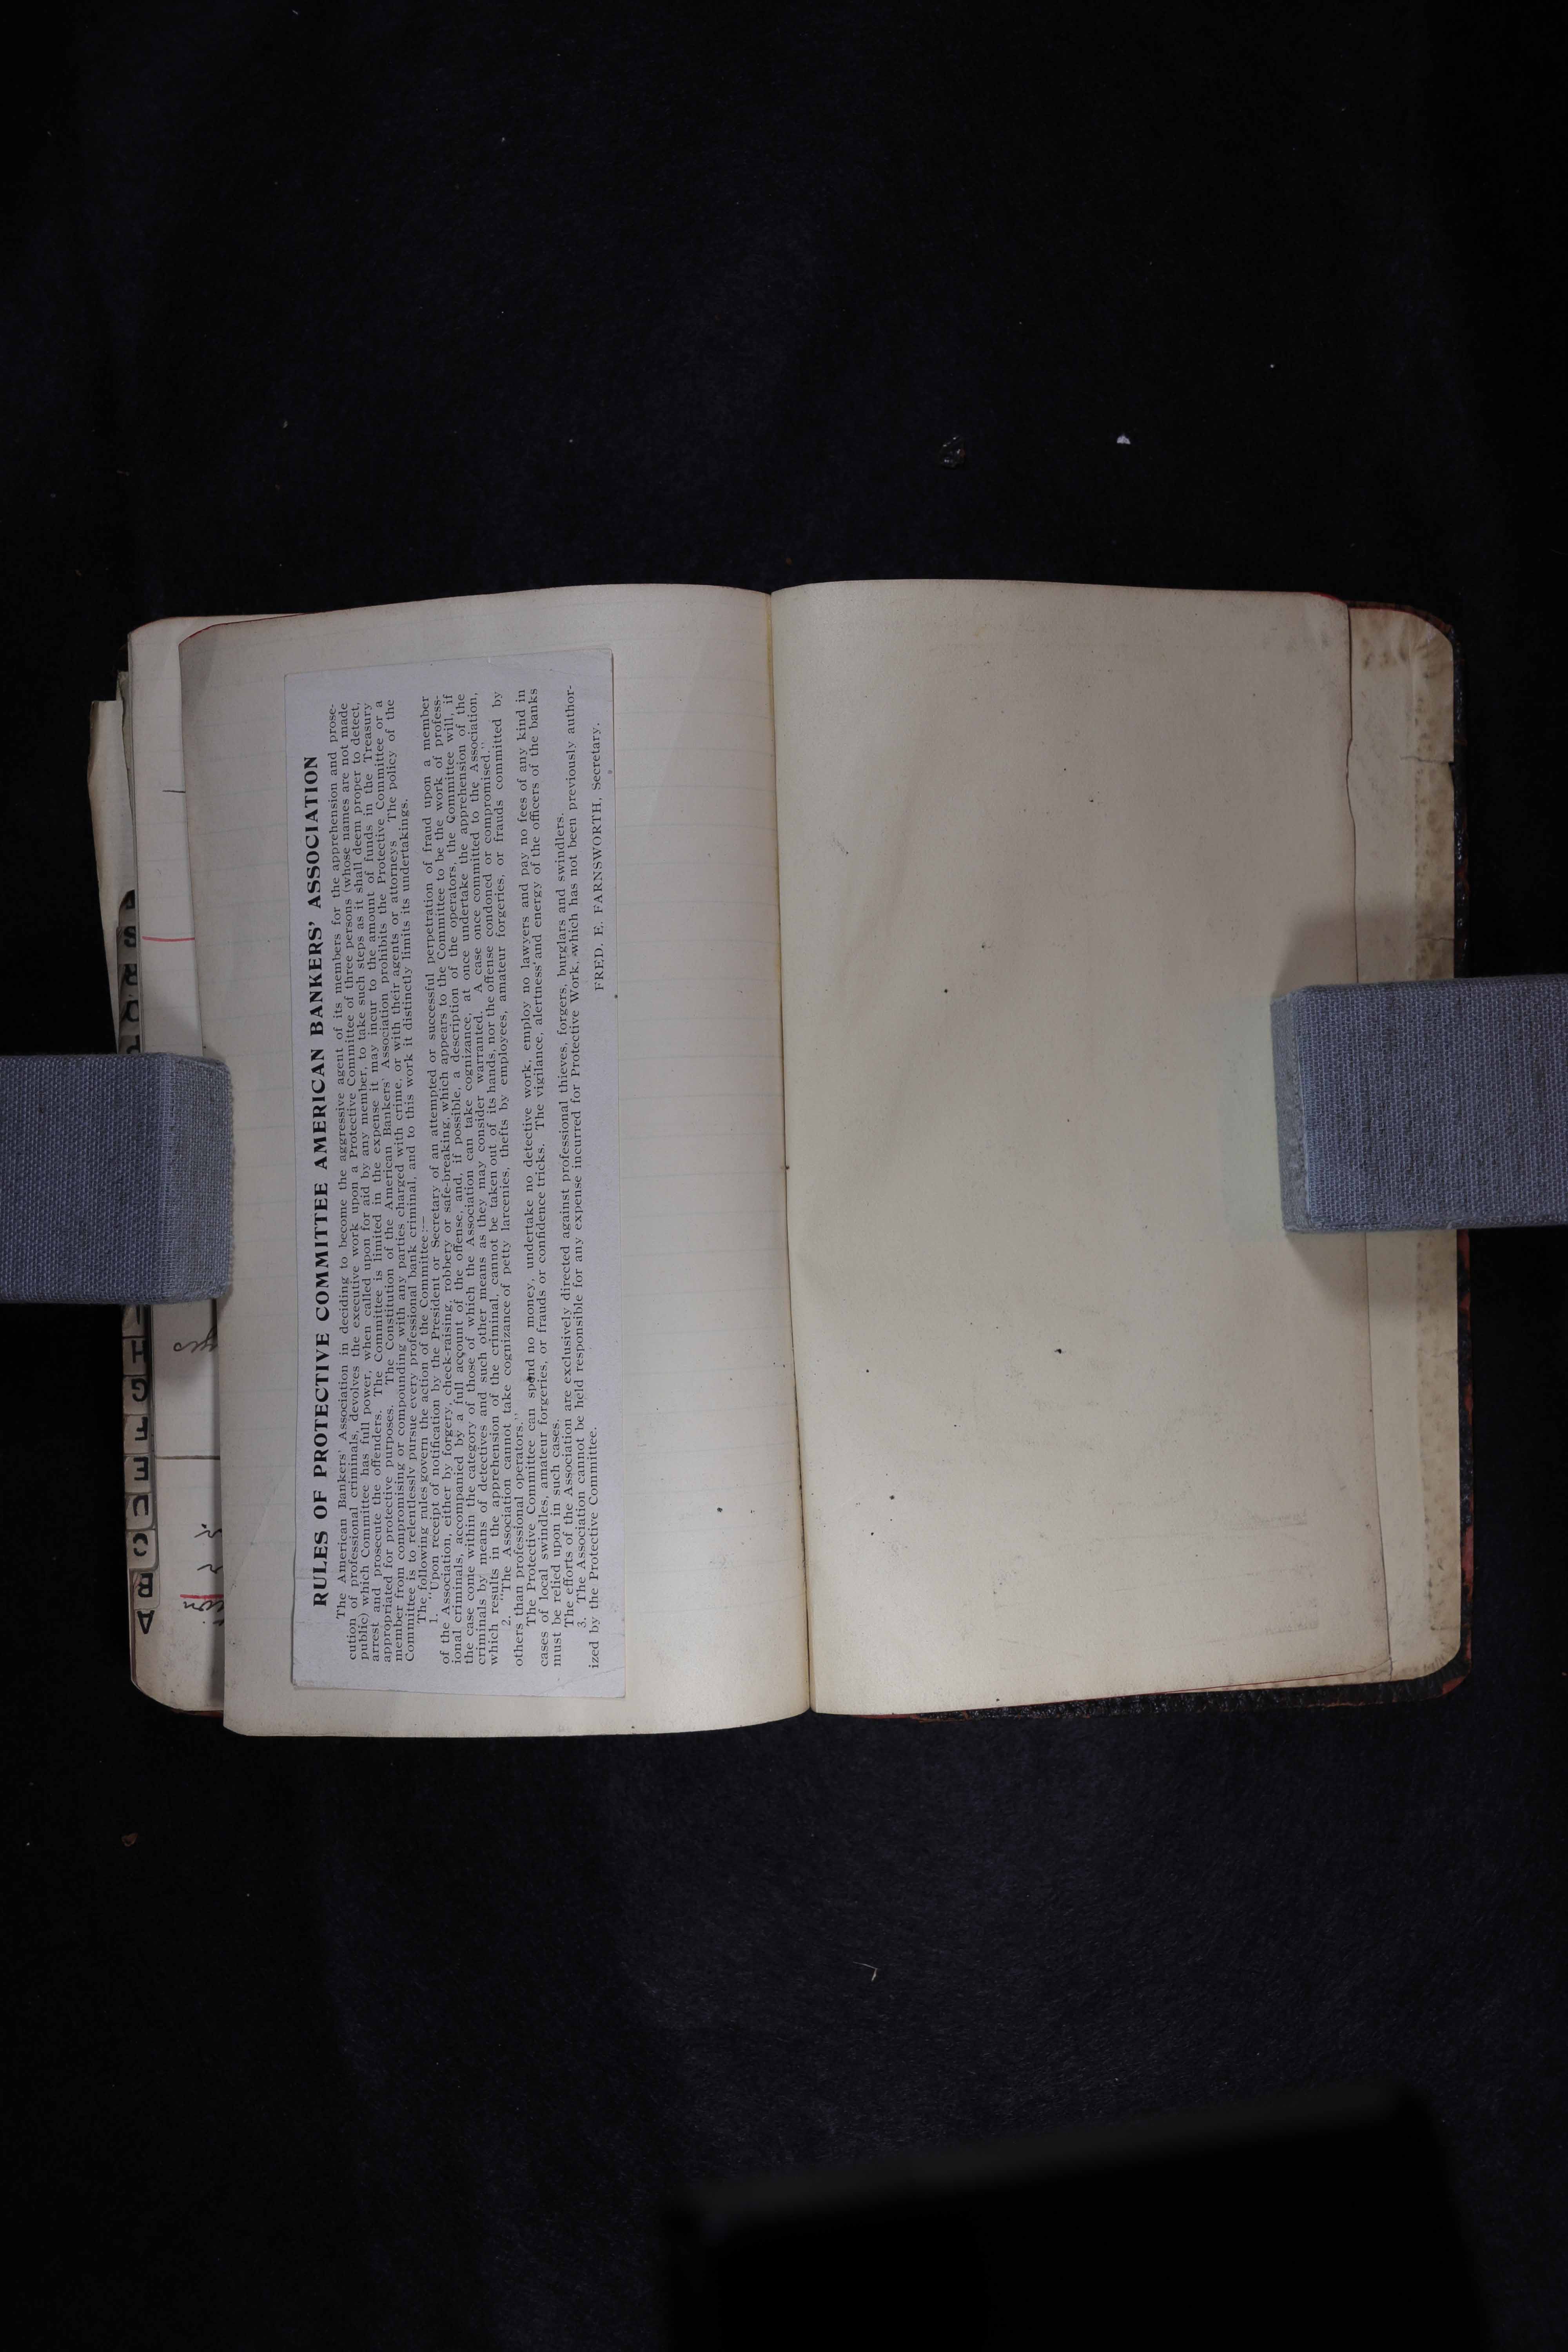 RULES OF PROTECTIVE COMMITTEE AMERICAN BANKERS' ASSOCIATION
The American Bankers' Association in deciding to become the aggressive agent of its members for the apprehension and prose-
cution of professional criminals, devolves the executive work upon a Protective Committee of three persons (whose names are not made
public) which Committee has full power, when called upon for aid by any member, to take such steps as it shall deem proper to detect,
arrest and prosecute the offenders. The Committee is limited in the expense it may incur to the amount of funds in the Treasury
appropriated for protective purposes. The Constitution of the American Bankers' Association prohibits the Protective Committee or a
member from compromising or compounding with any parties charged with crime, or with their agents or attorneys. The policy of the
Committee is to relentlessly pursue every professional bank criminal, and to this work it distinctly limits its undertakings.
The following rules govern the action of the Committee:—
1. "Upon receipt of notification by the President or Secretary of an attempted or successful perpetration of fraud upon a member
of the Association, either by forgery, check-raising, robbery or safe-breaking, which appears to the Committee to be the work of profess-
ional criminals, accompanied by a full account of the offense, and, if possible, a description of the operators, the Committee will, if
the case come within the category of those of which the Association can take cognizance, at once undertake the apprehension of the
criminals by means of detectives and such other means as they may consider warranted. A case once committed to the Association,
which results in the apprehension of the criminal, cannot be taken out of its hands, nor the offense condoned or compromised."
2. "The Association cannot take cognizance of petty larcenies, thefts by employees, amateur forgeries, or frauds committed by
others than professional operators."
The Protective Committee can spend no money, undertake no detective work, employ no lawyers and pay no fees of any kind in
cases of local swindles, amateur forgeries, or frauds or confidence tricks. The vigilance, alertness and energy of the officers of the banks
must be relied upon in such cases.
The efforts of the Association are exclusively directed against professional thieves, forgers, burglars and swindlers.
3. The Association cannot be held responsible for any expense incurred for Protective Work, which has not been previously author-
ized by the Protective Committee.
FRED. E. FARNSWORTH, Secretary.
A
B
C
D
E
F
G
H
R
S